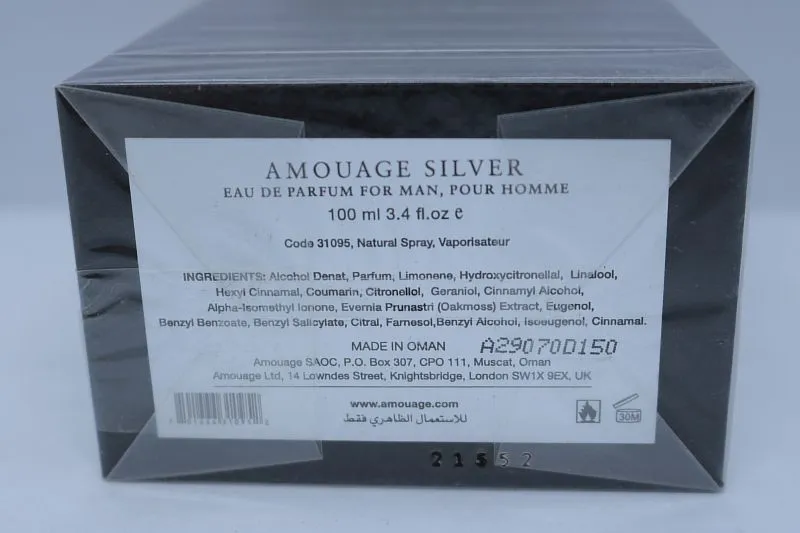 AMOUAGE SILVER
EAU DE PARFUM FOR MAN, POUR HOMME
100 ml 3.4 fl.oz e
Code 31095, Natural Spray, Vaporisateur
INGREDIENTS: Alcohol Denat, Parfum, Limonene, Hydroxycitronellal, Linalool,
Hexyl Cinnamal, Coumarin, Citronellol, Geraniol, Cinnamyl Alcohol,
Alpha-Isomethyl Ionone, Evernia Prunastri (Oakmoss) Extract, Eugenol,
Benzyl Benzoate, Benzyl Salicylate, Citral, Farnesol,Benzyl Alcohol, Isoeugenol, Cinnamal.
MADE IN OMAN A29070D150
Amouage SAOC, P.O. Box 307, CPO 111, Muscat, Oman
Amouage Ltd, 14 Lowndes Street, Knightsbridge, London SW1X 9EX, UK
www.amouage.com
للاستعمال الظاهري فقط
30M
21552